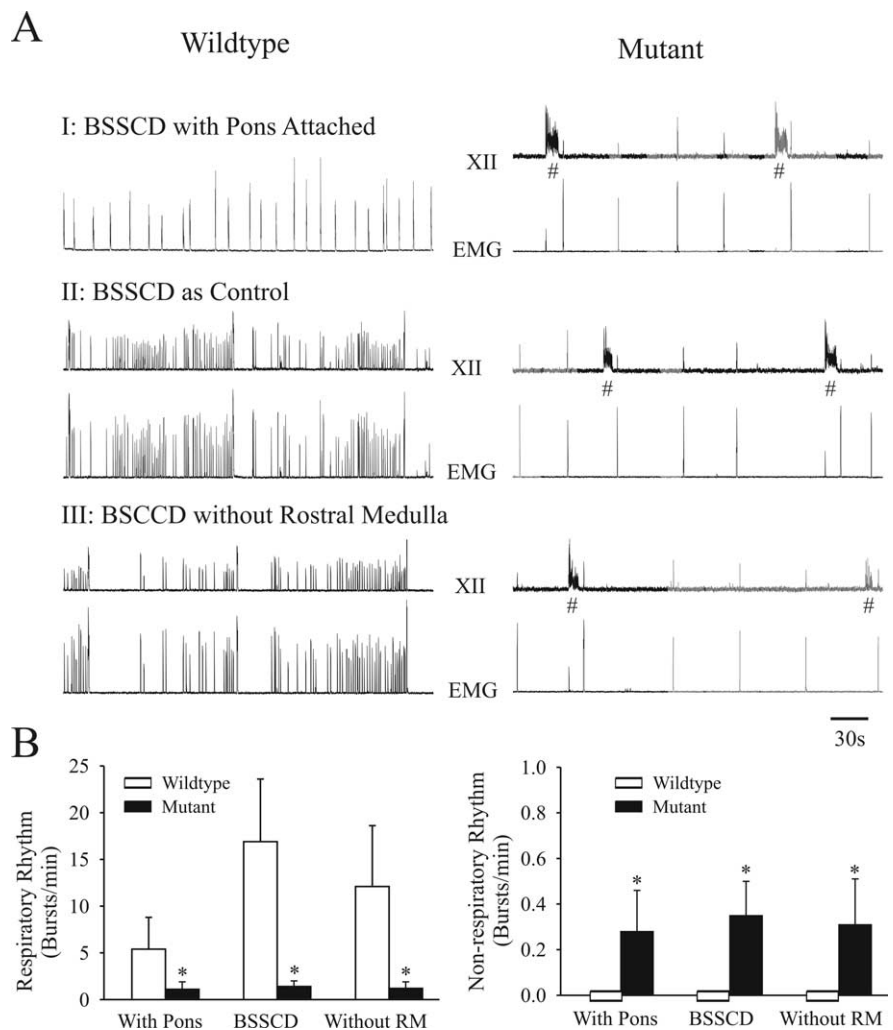 A
Wildtype
Mutant
I: BSSCD with Pons Attached
XII
#
#
EMG
II: BSSCD as Control
XII
#
#
EMG
III: BSCCD without Rostral Medulla
XII
#
#
EMG
30s
B
Respiratory Rhythm
(Bursts/min)
25
20
15
10
5
0
Wildtype
Mutant
*
*
*
With Pons
BSSCD
Without RM
Non-respiratory Rhythm
(Bursts/min)
1.0
0.8
0.6
0.4
0.2
0.0
Wildtype
Mutant
*
*
*
With Pons
BSSCD
Without RM